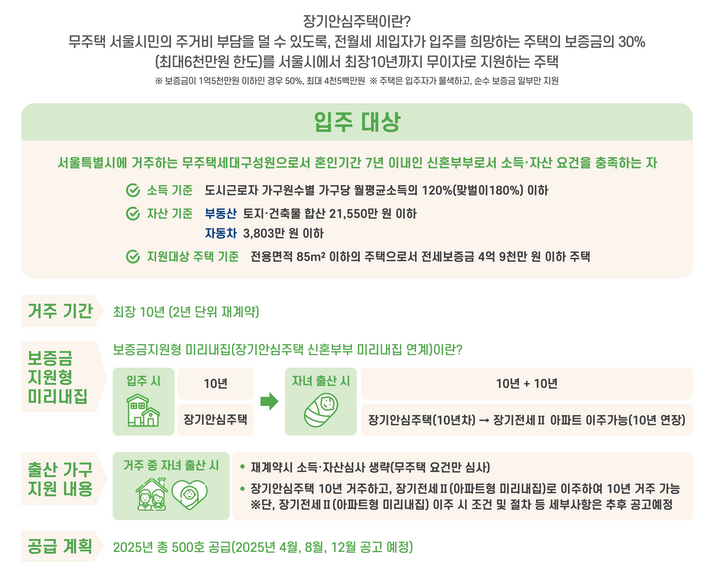 장기안심주택이란?
무주택 서울시민의 주거비 부담을 덜 수 있도록, 전월세 세입자가 입주를 희망하는 주택의 보증금의 30%
(최대6천만원 한도)를 서울시에서 최장10년까지 무이자로 지원하는 주택
※ 보증금이 1억5천만원 이하인 경우 50%, 최대 4천5백만원 ※ 주택은 입주자가 물색하고, 순수 보증금 일부만 지원
입주 대상
서울특별시에 거주하는 무주택세대구성원으로서 혼인기간 7년 이내인 신혼부부로서 소득·자산 요건을 충족하는 자
소득 기준 도시근로자 가구원수별 가구당 월평균소득의 120%(맞벌이180%) 이하
자산 기준 부동산 토지·건축물 합산 21,550만 원 이하
자동차 3,803만 원 이하
지원대상 주택 기준 전용면적 85m² 이하의 주택으로서 전세보증금 4억 9천만 원 이하 주택
거주 기간
최장 10년 (2년 단위 재계약)
보증금
지원형
미리내집
보증금지원형 미리내집(장기안심주택 신혼부부 미리내집 연계)이란?
입주 시
10년
장기안심주택
자녀 출산 시
10년 + 10년
장기안심주택(10년차) → 장기전세Ⅱ 아파트 이주가능(10년 연장)
출산 가구
지원 내용
거주 중 자녀 출산 시
• 재계약시 소득·자산심사 생략(무주택 요건만 심사)
• 장기안심주택 10년 거주하고, 장기전세Ⅱ(아파트형 미리내집)로 이주하여 10년 거주 가능
※단, 장기전세Ⅱ(아파트형 미리내집) 이주 시 조건 및 절차 등 세부사항은 추후 공고예정
공급 계획
2025년 총 500호 공급(2025년 4월, 8월, 12월 공고 예정)